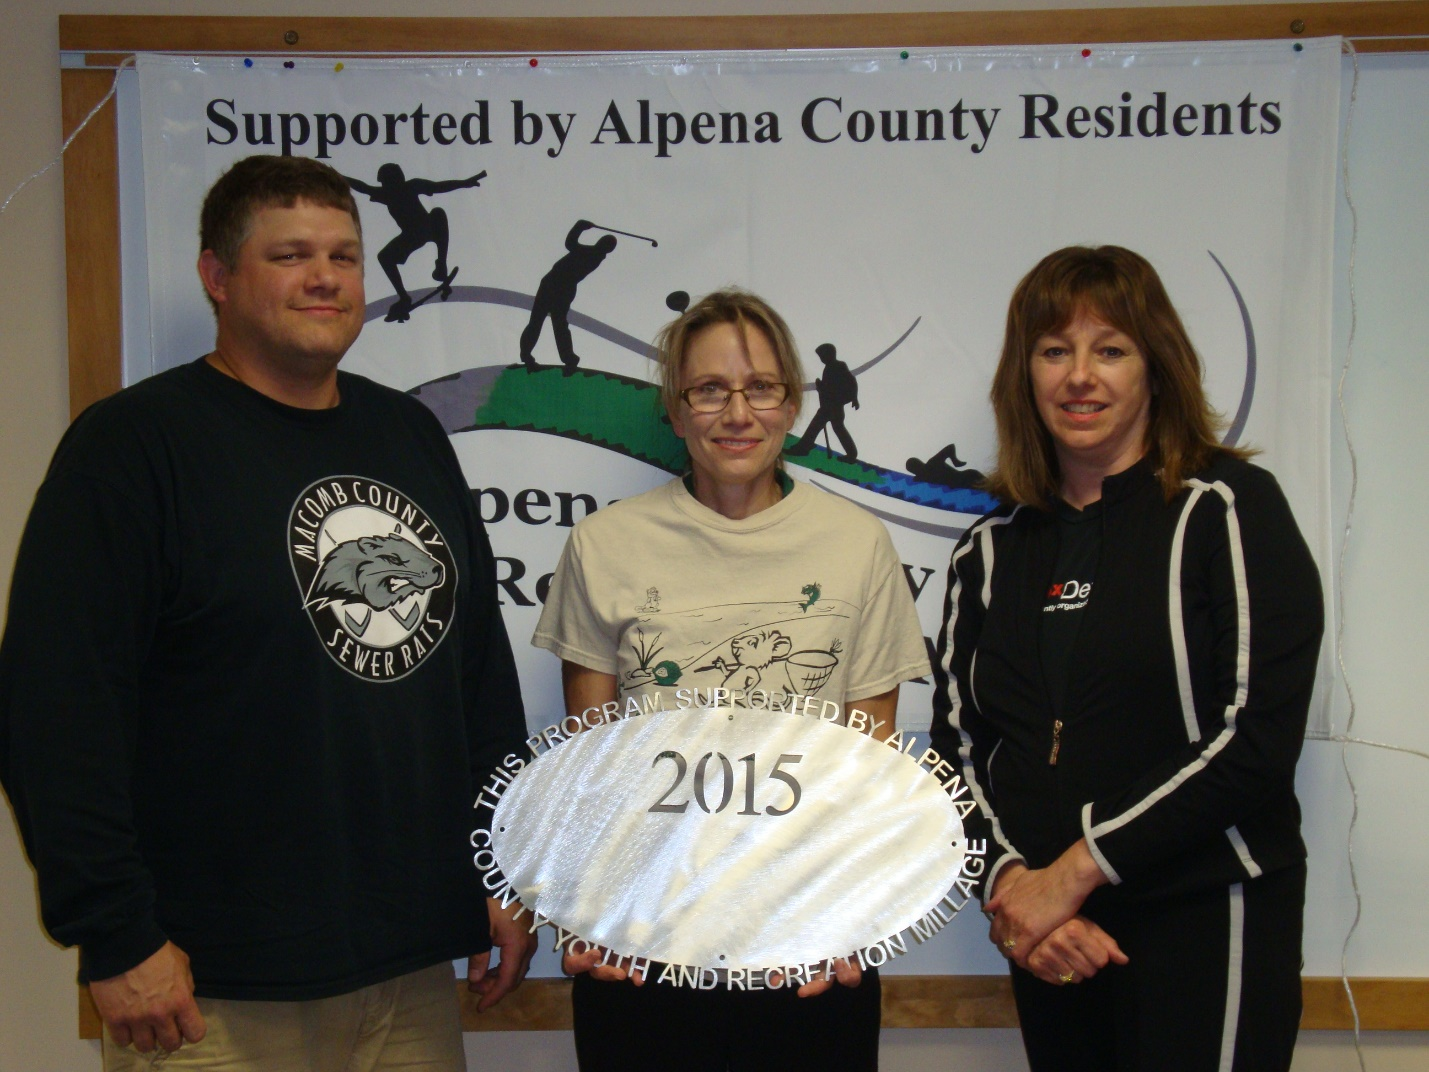 Supported by Alpena County Residents
MACOMB COUNTY
SEWER RATS
THIS PROGRAM SUPPORTED BY ALPENA
COUNTY YOUTH AND RECREATION MILLAGE
2015